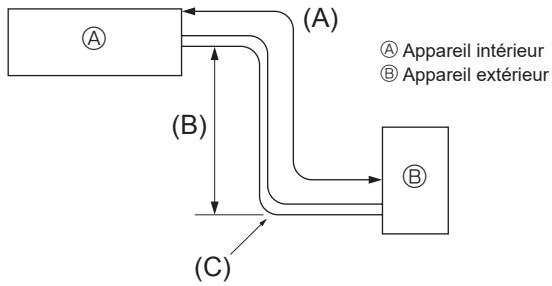 (A)
Ⓐ
Ⓐ Appareil intérieur
Ⓑ Appareil extérieur
(B)
Ⓑ
(C)